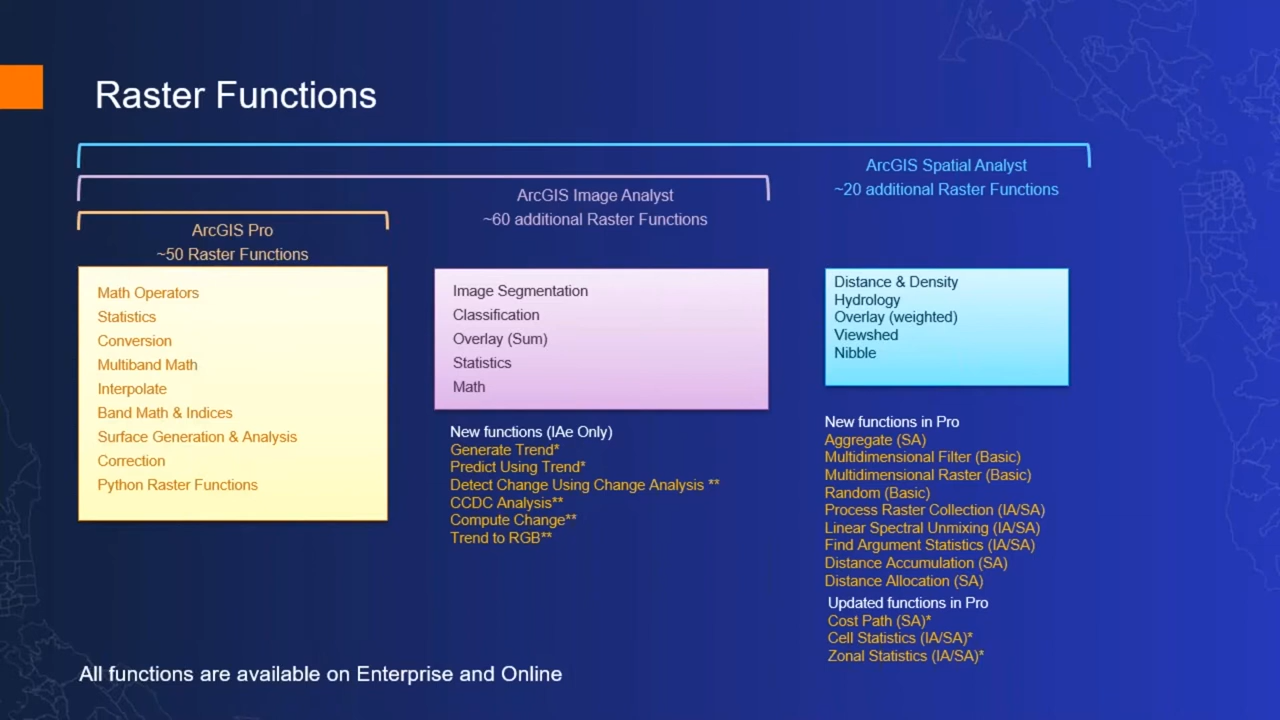 Raster Functions
ArcGIS Spatial Analyst
~20 additional Raster Functions
ArcGIS Image Analyst
~60 additional Raster Functions
ArcGIS Pro
~50 Raster Functions
Math Operators
Statistics
Conversion
Multiband Math
Interpolate
Band Math & Indices
Surface Generation & Analysis
Correction
Python Raster Functions
Image Segmentation
Classification
Overlay (Sum)
Statistics
Math
New functions (IAe Only)
Generate Trend*
Predict Using Trend*
Detect Change Using Change Analysis **
CCDC Analysis**
Compute Change**
Trend to RGB**
Distance & Density
Hydrology
Overlay (weighted)
Viewshed
Nibble
New functions in Pro
Aggregate (SA)
Multidimensional Filter (Basic)
Multidimensional Raster (Basic)
Random (Basic)
Process Raster Collection (IA/SA)
Linear Spectral Unmixing (IA/SA)
Find Argument Statistics (IA/SA)
Distance Accumulation (SA)
Distance Allocation (SA)
Updated functions in Pro
Cost Path (SA)*
Cell Statistics (IA/SA)*
Zonal Statistics (IA/SA)*
All functions are available on Enterprise and Online